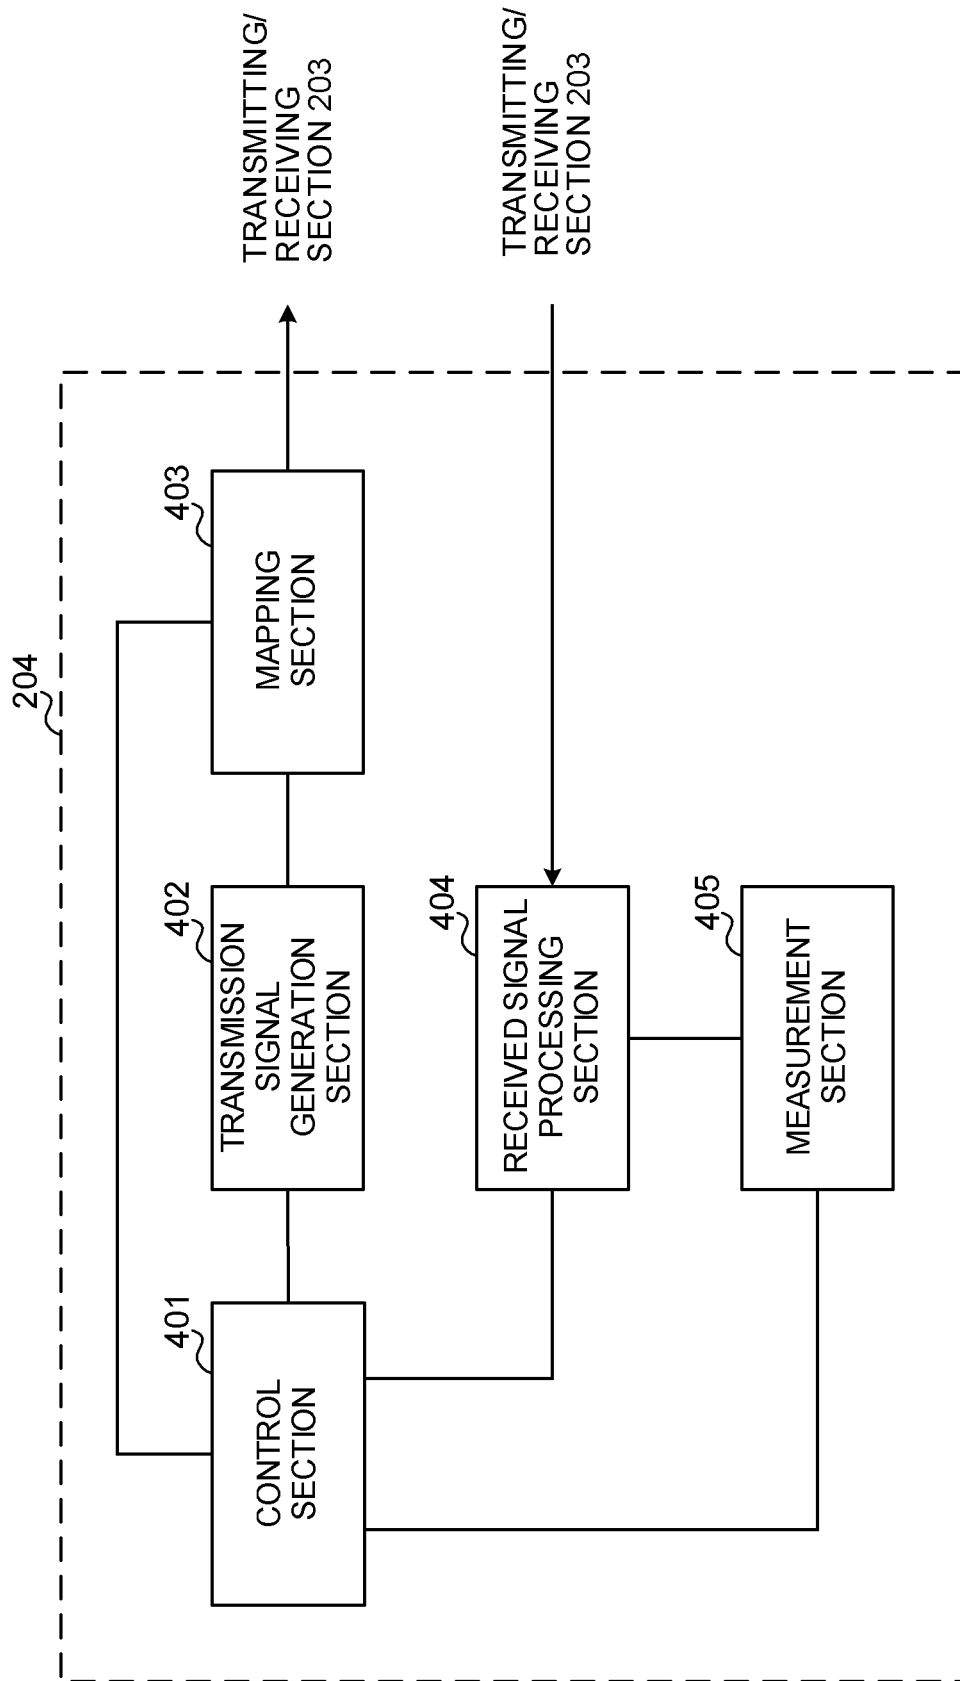 204
401
CONTROL
SECTION
402
TRANSMISSION
SIGNAL
GENERATION
SECTION
403
MAPPING
SECTION
TRANSMITTING/
RECEIVING
SECTION 203
404
RECEIVED SIGNAL
PROCESSING
SECTION
TRANSMITTING/
RECEIVING
SECTION 203
405
MEASUREMENT
SECTION